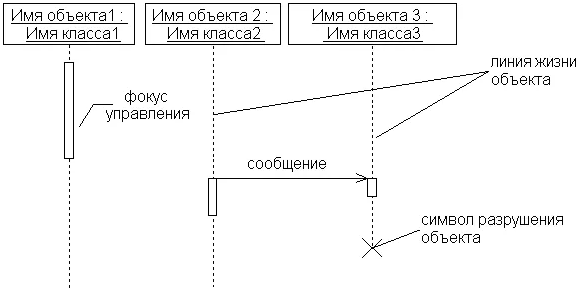 Имя объекта1 :
Имя класса1
Имя объекта 2 :
Имя класса2
Имя объекта 3 :
Имя класса3
линия жизни
объекта
фокус
управления
сообщение
символ разрушения
объекта